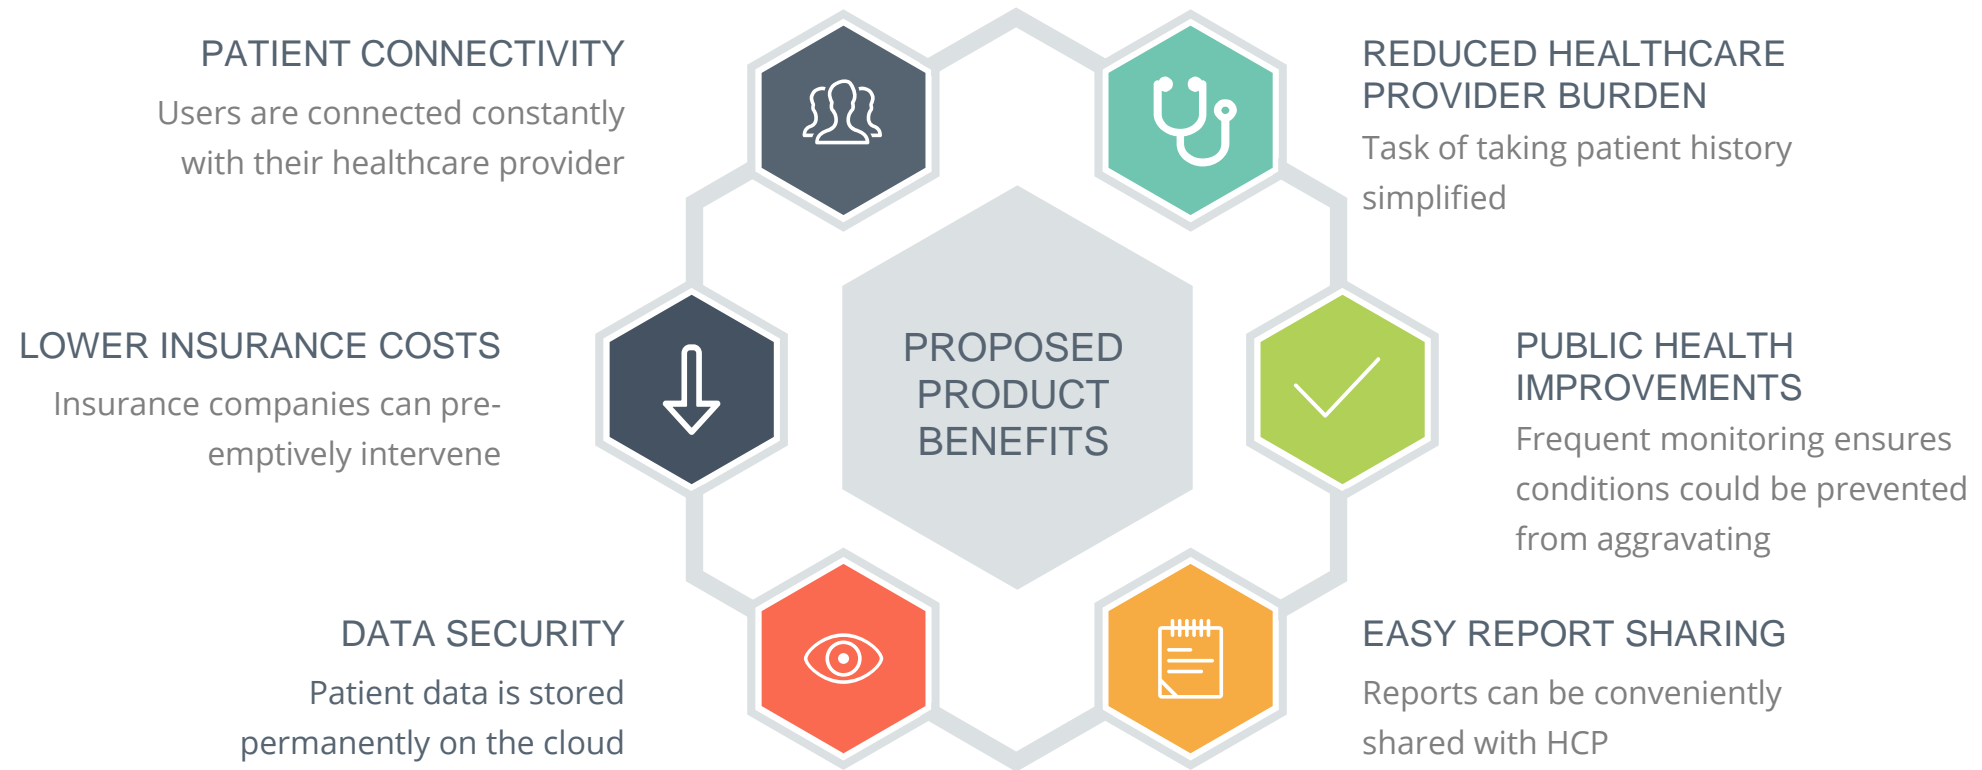 PATIENT CONNECTIVITY
Users are connected constantly
with their healthcare provider
REDUCED HEALTHCARE
PROVIDER BURDEN
Task of taking patient history
simplified
LOWER INSURANCE COSTS
Insurance companies can pre-
emptively intervene
PROPOSED
PRODUCT
BENEFITS
PUBLIC HEALTH
IMPROVEMENTS
Frequent monitoring ensures
conditions could be prevented
from aggravating
DATA SECURITY
Patient data is stored
permanently on the cloud
EASY REPORT SHARING
Reports can be conveniently
shared with HCP